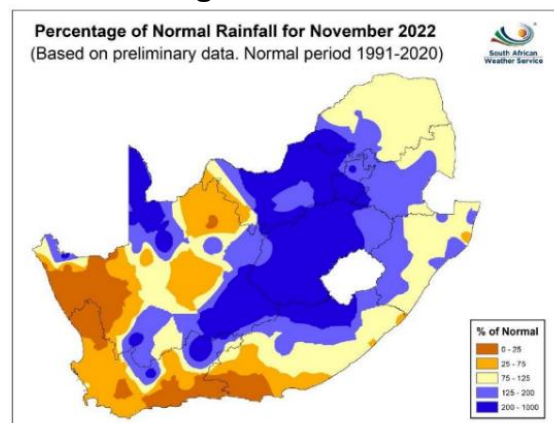 Percentage of Normal Rainfall for November 2022
(Based on preliminary data. Normal period 1991-2020)
South African
Weather Service
% of Normal
0 - 25
25 - 75
75 - 125
125 - 200
200 - 1000